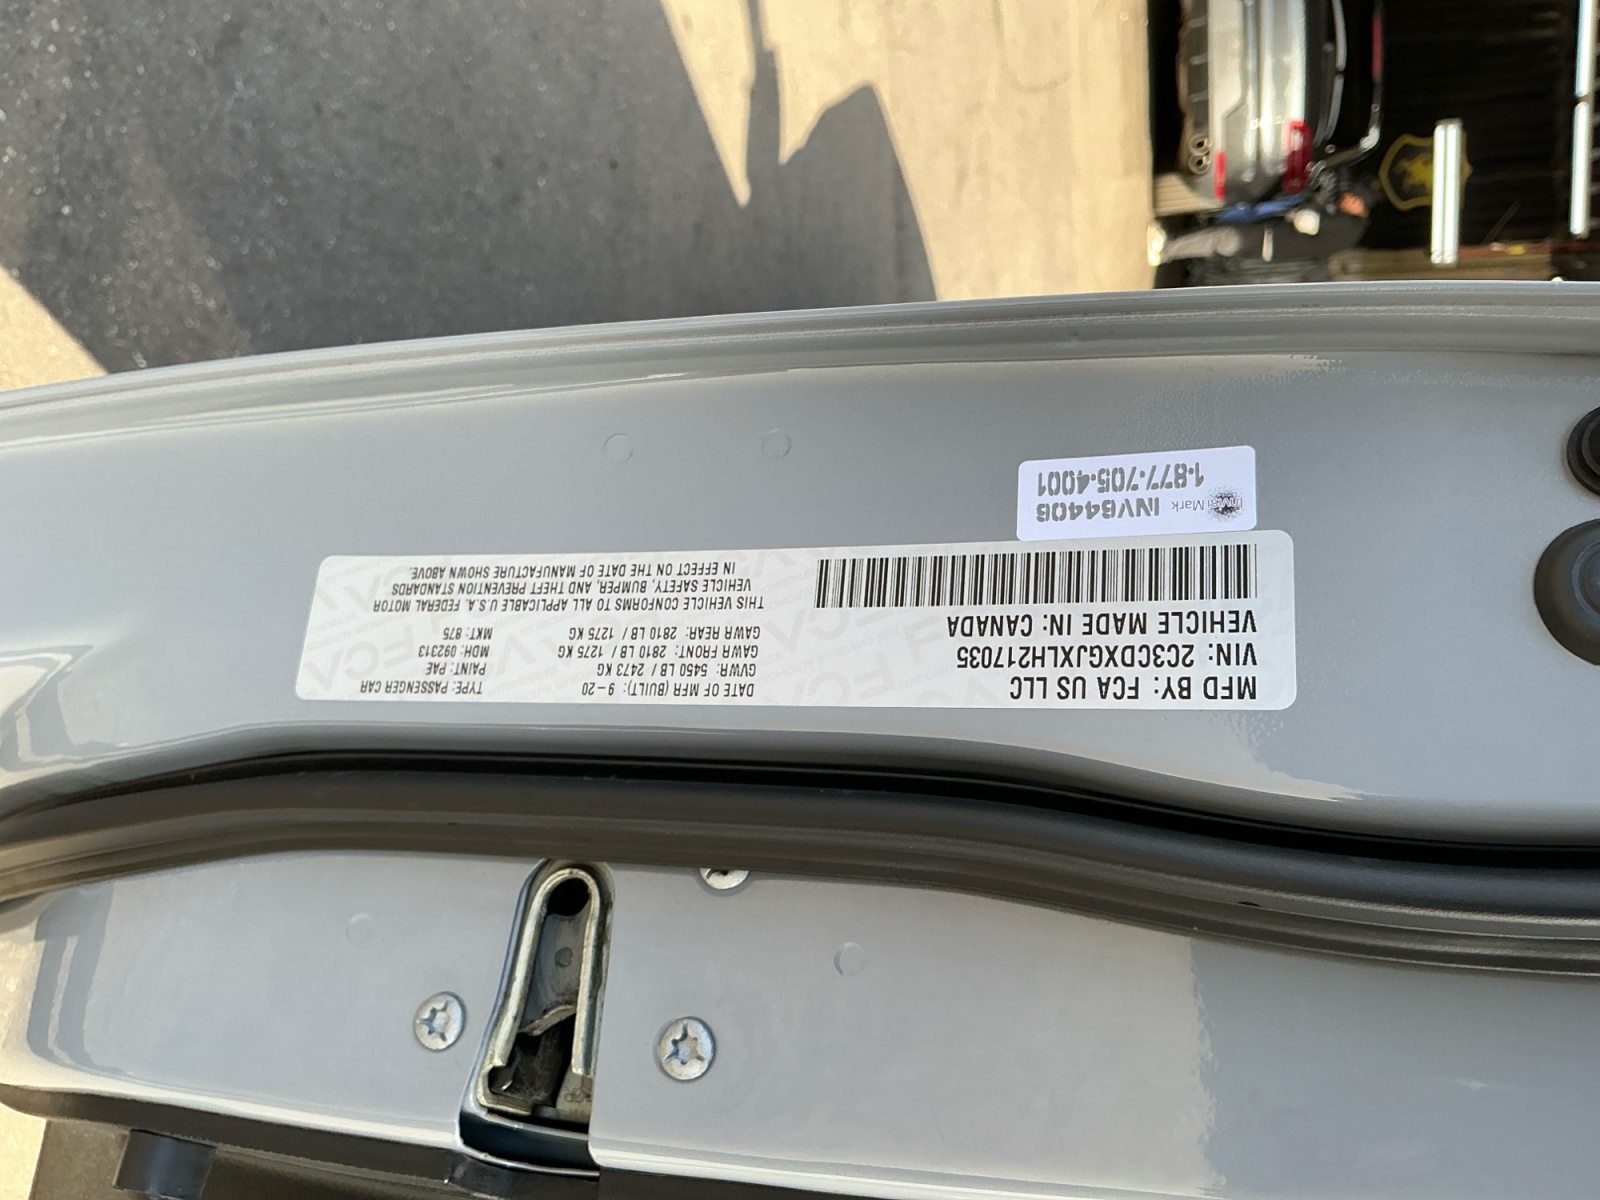 MFD BY: FCA US LLC
VIN: 2C3CDXGJXLH217035
VEHICLE MADE IN: CANADA
DATE OF MFR (BUILT): 9-20
GVWR: 5450 LB / 2473 KG
GAWR FRONT: 2810 LB / 1275 KG
GAWR REAR: 2810 LB / 1275 KG
TYPE: PASSENGER CAR
PAINT: PAE
MDH: 092313
MKT: 875
THIS VEHICLE CONFORMS TO ALL APPLICABLE U.S.A. FEDERAL MOTOR
VEHICLE SAFETY, BUMPER, AND THEFT PREVENTION STANDARDS
IN EFFECT ON THE DATE OF MANUFACTURE SHOWN ABOVE.
InVisiMark INV6440B
1-877-705-4001